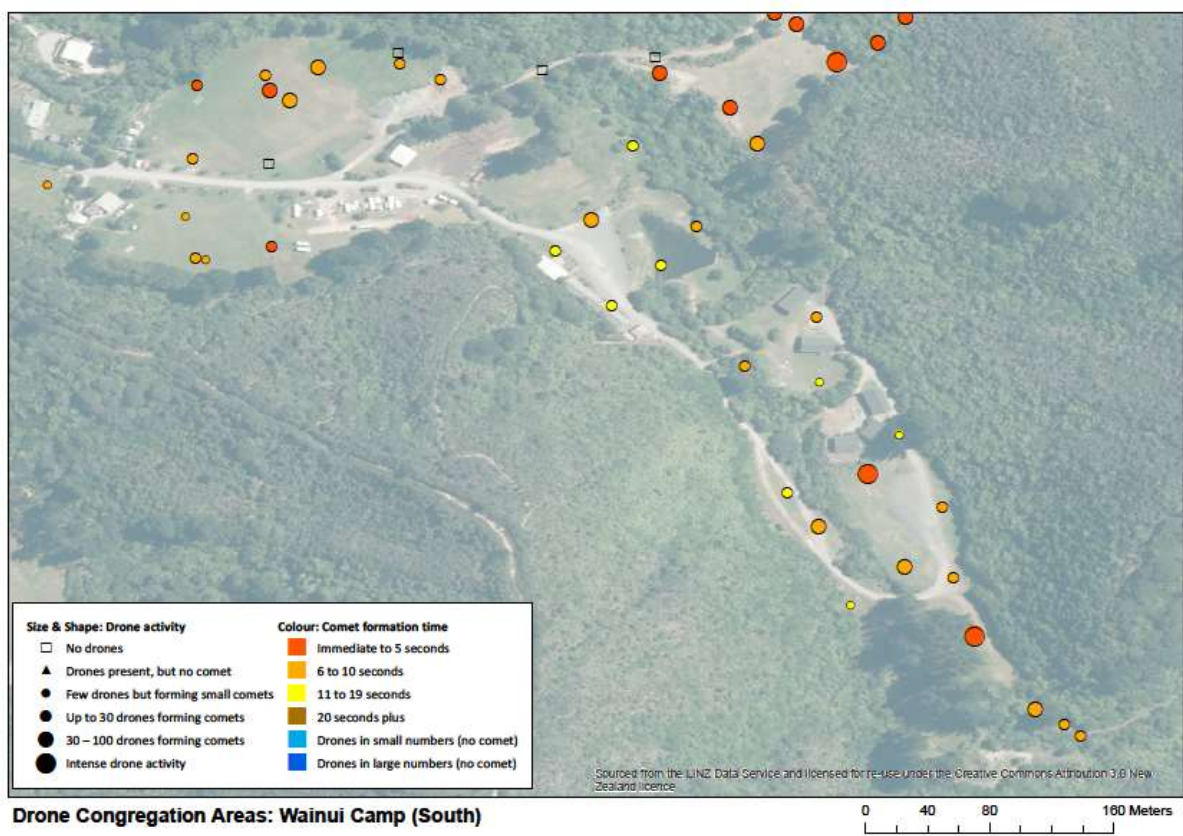 Size & Shape: Drone activity
No drones
Drones present, but no comet
Few drones but forming small comets
Up to 30 drones forming comets
30 – 100 drones forming comets
Intense drone activity
Colour: Comet formation time
Immediate to 5 seconds
6 to 10 seconds
11 to 19 seconds
20 seconds plus
Drones in small numbers (no comet)
Drones in large numbers (no comet)
Sourced from the LINZ Data Service and licensed for re-use under the Creative Commons Attribution 3.0 New
Zealand licence
Drone Congregation Areas: Wainui Camp (South)
0 40 80 160 Meters